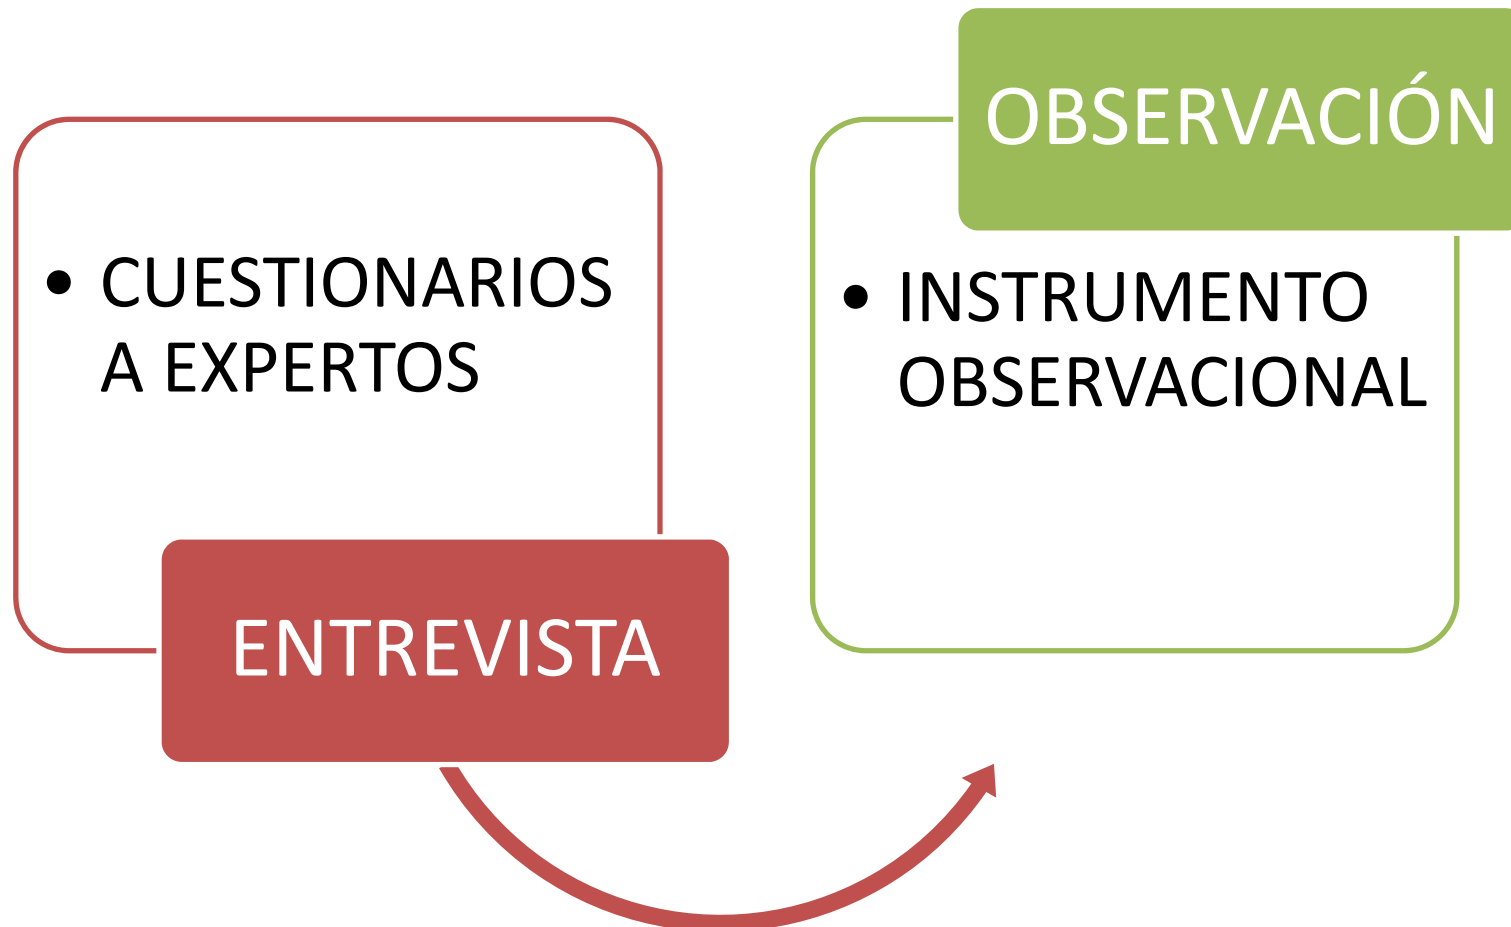 • CUESTIONARIOS
A EXPERTOS
ENTREVISTA
OBSERVACIÓN
• INSTRUMENTO
OBSERVACIONAL